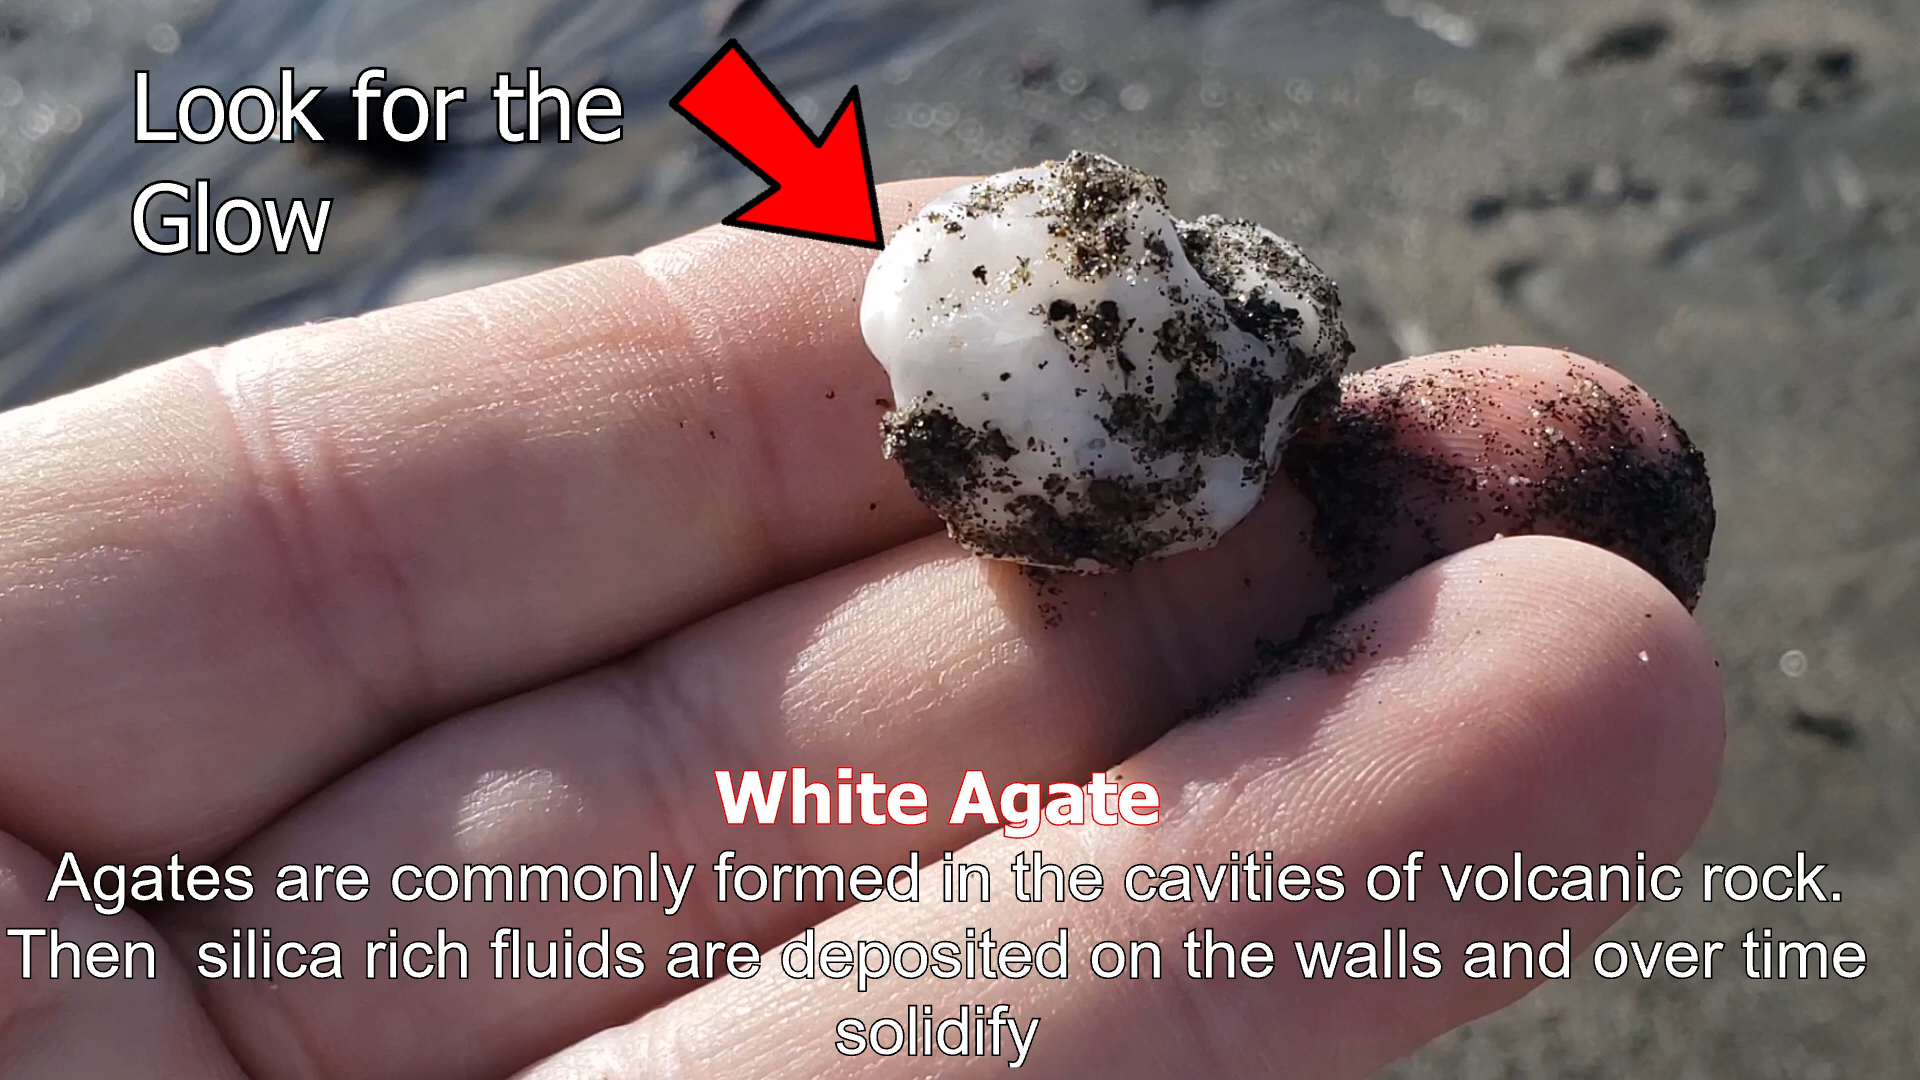 Look for the
Glow
White Agate
Agates are commonly formed in the cavities of volcanic rock.
Then  silica rich fluids are deposited on the walls and over time
solidify